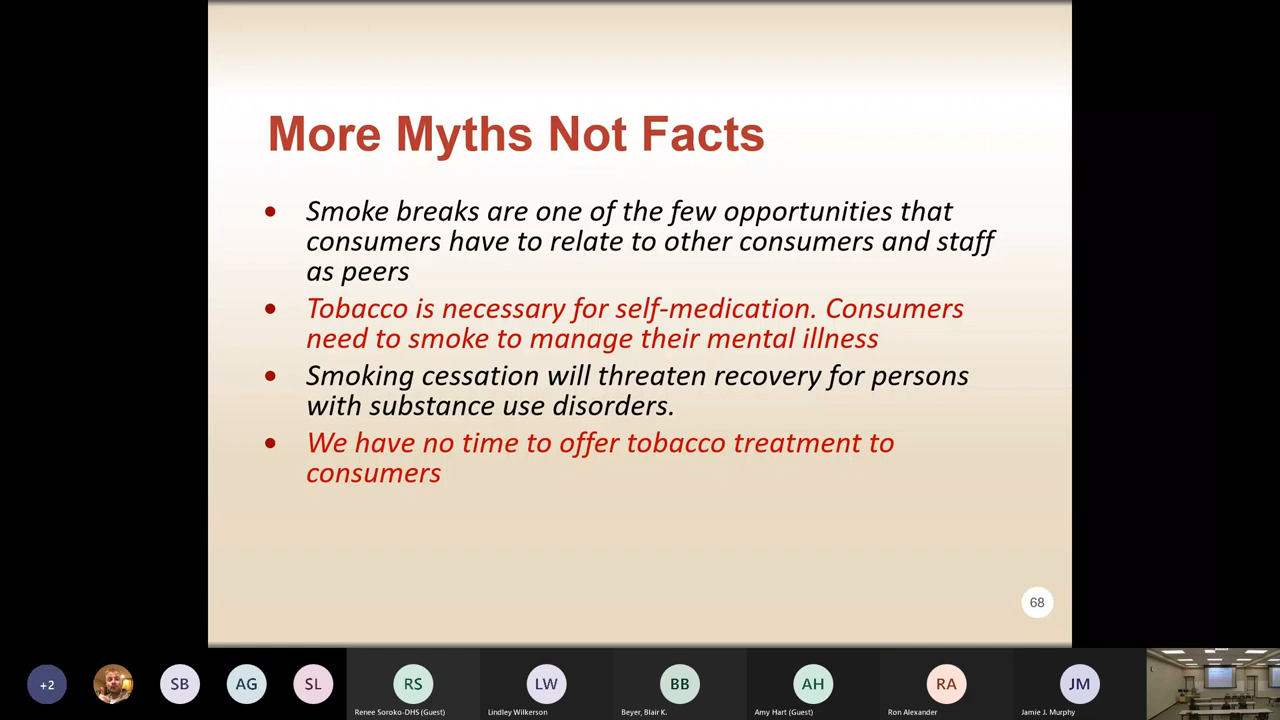 More Myths Not Facts
• Smoke breaks are one of the few opportunities that
consumers have to relate to other consumers and staff
as peers
• Tobacco is necessary for self-medication. Consumers
need to smoke to manage their mental illness
• Smoking cessation will threaten recovery for persons
with substance use disorders.
• We have no time to offer tobacco treatment to
consumers
68
+2
SB
AG
SL
RS
LW
BB
AH
RA
JM
Renee Soroko-DHS (Guest)
Lindley Wilkerson
Beyer, Blair K.
Amy Hart (Guest)
Ron Alexander
Jamie J. Murphy